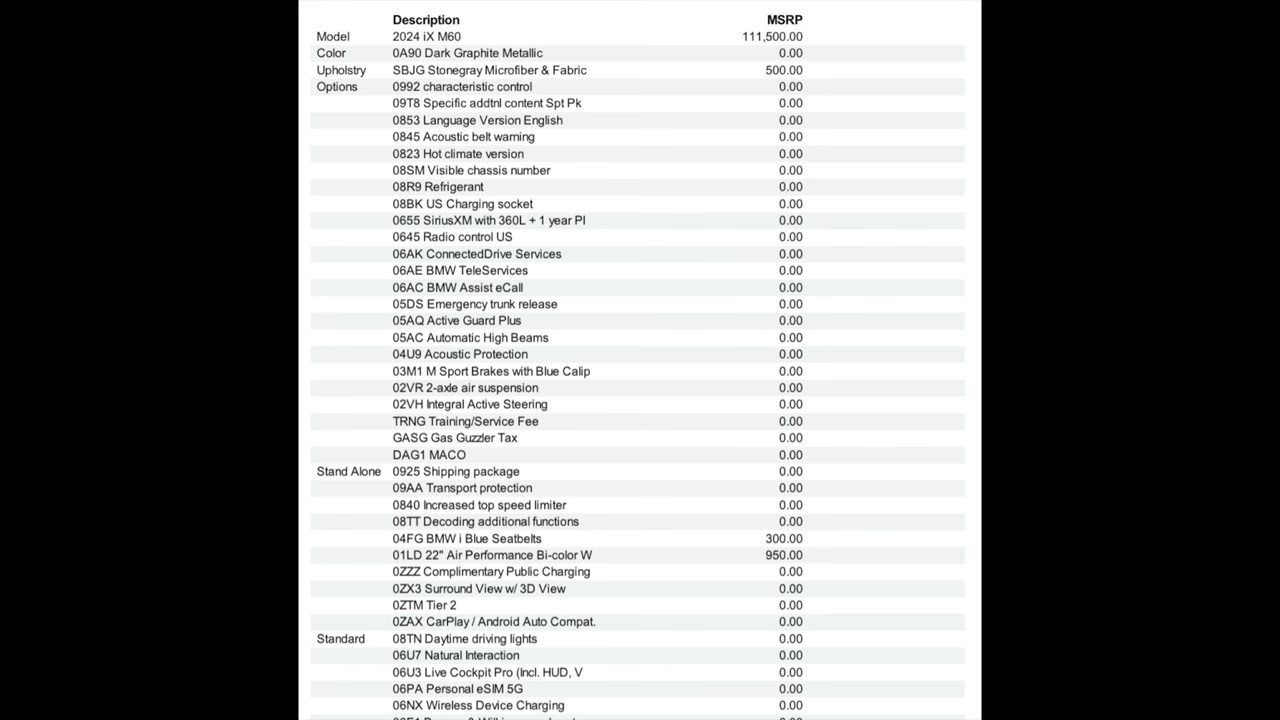 Description MSRP
Model 2024 iX M60 111,500.00
Color 0A90 Dark Graphite Metallic 0.00
Upholstry SBJG Stonegray Microfiber & Fabric 500.00
Options 0992 characteristic control 0.00
09T8 Specific addtnl content Spt Pk 0.00
0853 Language Version English 0.00
0845 Acoustic belt warning 0.00
0823 Hot climate version 0.00
08SM Visible chassis number 0.00
08R9 Refrigerant 0.00
08BK US Charging socket 0.00
0655 SiriusXM with 360L + 1 year Pl 0.00
0645 Radio control US 0.00
06AK ConnectedDrive Services 0.00
06AE BMW TeleServices 0.00
06AC BMW Assist eCall 0.00
05DS Emergency trunk release 0.00
05AQ Active Guard Plus 0.00
05AC Automatic High Beams 0.00
04U9 Acoustic Protection 0.00
03M1 M Sport Brakes with Blue Calip 0.00
02VR 2-axle air suspension 0.00
02VH Integral Active Steering 0.00
TRNG Training/Service Fee 0.00
GASG Gas Guzzler Tax 0.00
DAG1 MACO 0.00
Stand Alone 0925 Shipping package 0.00
09AA Transport protection 0.00
0840 Increased top speed limiter 0.00
08TT Decoding additional functions 0.00
04FG BMW i Blue Seatbelts 300.00
01LD 22" Air Performance Bi-color W 950.00
0ZZZ Complimentary Public Charging 0.00
0ZX3 Surround View w/ 3D View 0.00
0ZTM Tier 2 0.00
0ZAX CarPlay / Android Auto Compat. 0.00
Standard 08TN Daytime driving lights 0.00
06U7 Natural Interaction 0.00
06U3 Live Cockpit Pro (Incl. HUD, V 0.00
06PA Personal eSIM 5G 0.00
06NX Wireless Device Charging 0.00